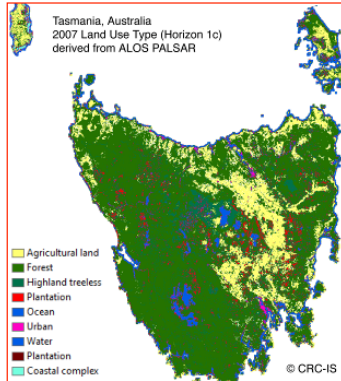 Tasmania, Australia
2007 Land Use Type (Horizon 1c)
derived from ALOS PALSAR
Agricultural land
Forest
Highland treeless
Plantation
Ocean
Urban
Water
Plantation
Coastal complex
© CRC-IS